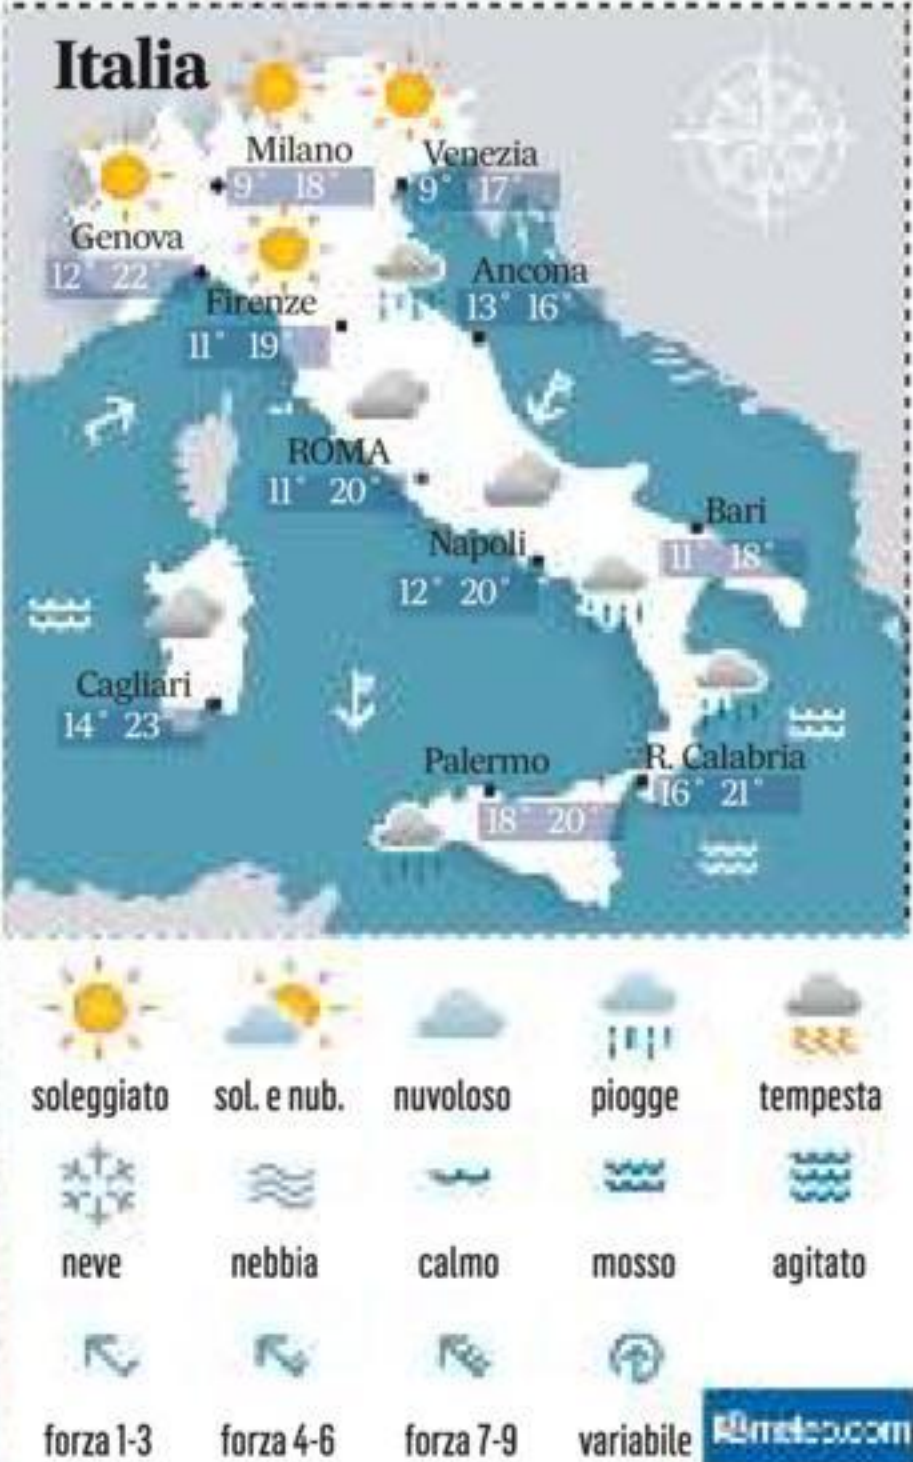 Italia
Milano
9° 18°
Venezia
9° 17°
Genova
12° 22°
Firenze
11° 19°
Ancona
13° 16°
ROMA
11° 20°
Napoli
12° 20°
Bari
11° 18°
Cagliari
14° 23
Palermo
18° 20°
R. Calabria
16° 21°
soleggiato sol. e nub. nuvoloso piogge tempesta
neve nebbia calmo mosso agitato
forza 1-3 forza 4-6 forza 7-9 variabile